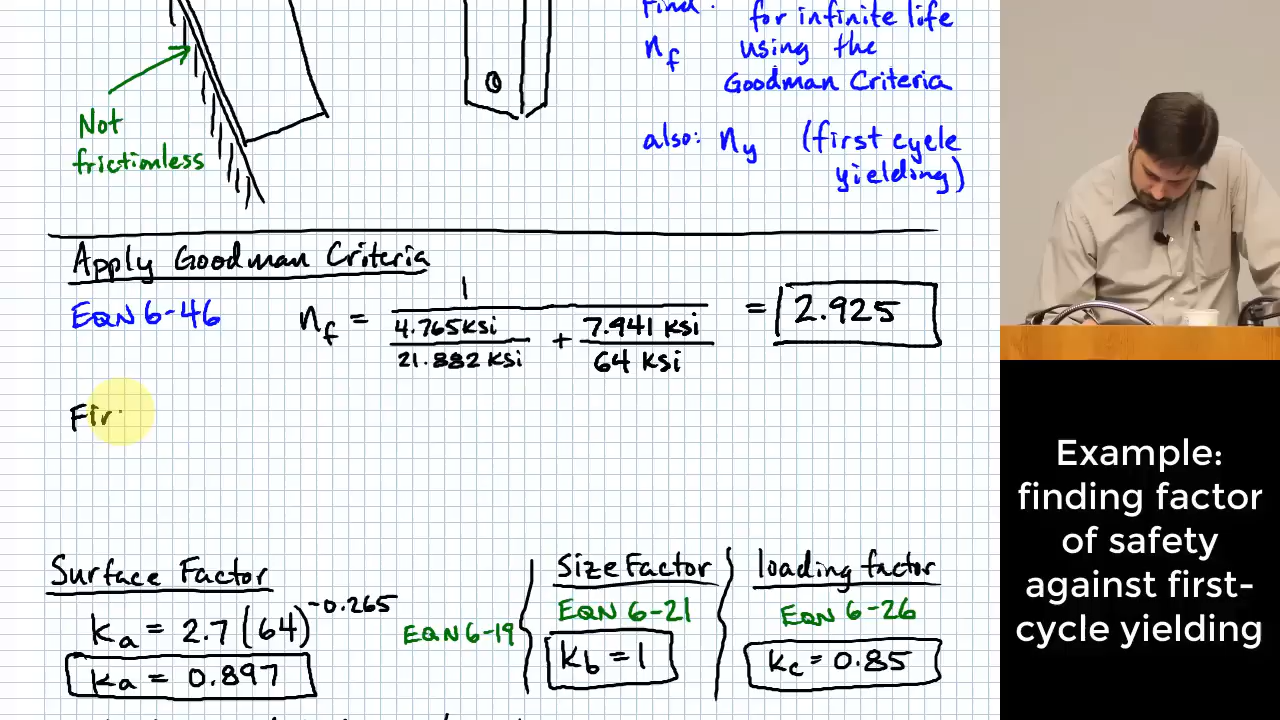 Find:
for infinite life
nf using the
Goodman Criteria
Not
frictionless
also: ny (first cycle
yielding)
Apply Goodman Criteria
EQN 6-46
nf = 1 / (4.765 ksi / 21.882 ksi + 7.941 ksi / 64 ksi) = 2.925
Fir
Surface Factor
ka = 2.7 (64)^-0.265
EQN 6-19
ka = 0.897
Size Factor
EQN 6-21
kb = 1
loading factor
EQN 6-26
kc = 0.85
Example:
finding factor
of safety
against first-
cycle yielding